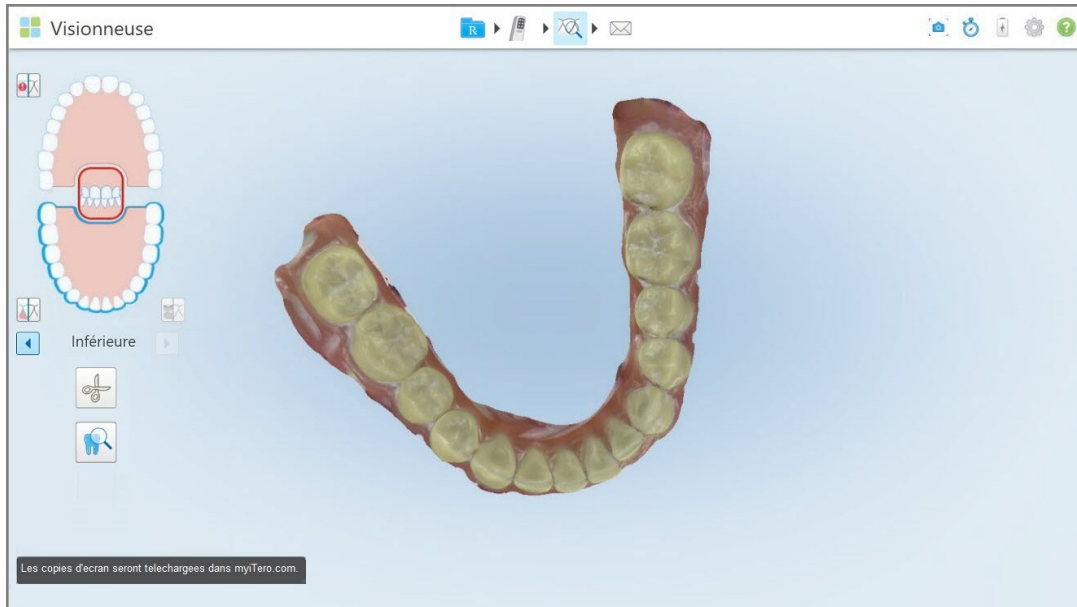 Visionneuse
R
?
Inférieure
Les copies d'ecran seront telechargees dans myiTero.com.